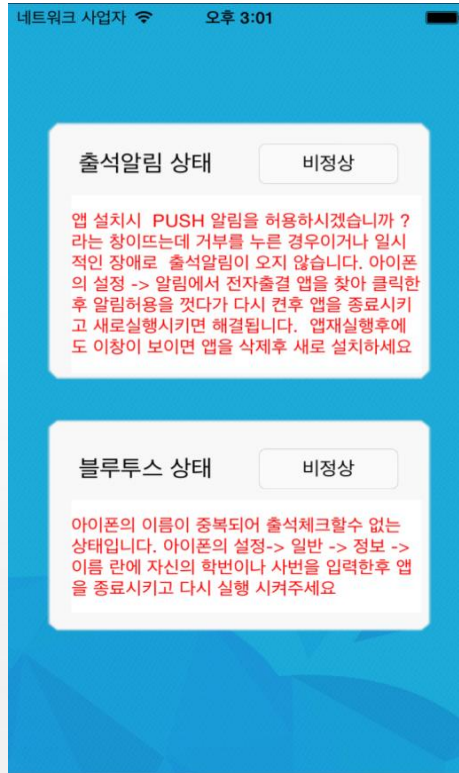 네트워크 사업자 오후 3:01
출석알림 상태 비정상
앱 설치시 PUSH 알림을 허용하시겠습니까 ?
라는 창이뜨는데 거부를 누른 경우이거나 일시
적인 장애로 출석알림이 오지 않습니다. 아이폰
의 설정 -> 알림에서 전자출결 앱을 찾아 클릭한
후 알림허용을 껏다가 다시 켠후 앱을 종료시키
고 새로실행시키면 해결됩니다. 앱재실행후에
도 이창이 보이면 앱을 삭제후 새로 설치하세요
블루투스 상태 비정상
아이폰의 이름이 중복되어 출석체크할수 없는
상태입니다. 아이폰의 설정-> 일반 -> 정보 ->
이름 란에 자신의 학번이나 사번을 입력한후 앱
을 종료시키고 다시 실행 시켜주세요